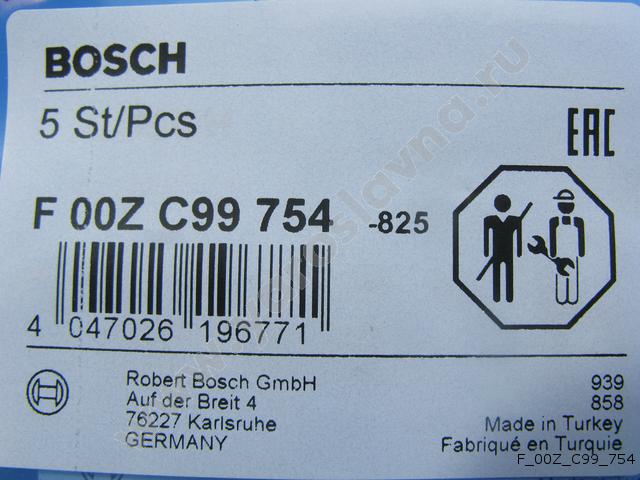 BOSCH
5 St/Pcs
EAC
F 00Z C99 754 -825
4 047026 196771
Robert Bosch GmbH
Auf der Breit 4
76227 Karlsruhe
GERMANY
939
858
Made in Turkey
Fabriqué en Turquie
F_00Z_C99_754